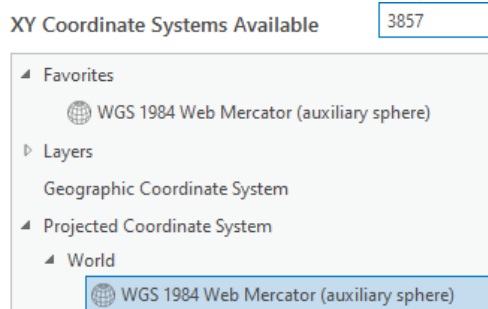 XY Coordinate Systems Available 3857
Favorites
WGS 1984 Web Mercator (auxiliary sphere)
Layers
Geographic Coordinate System
Projected Coordinate System
World
WGS 1984 Web Mercator (auxiliary sphere)